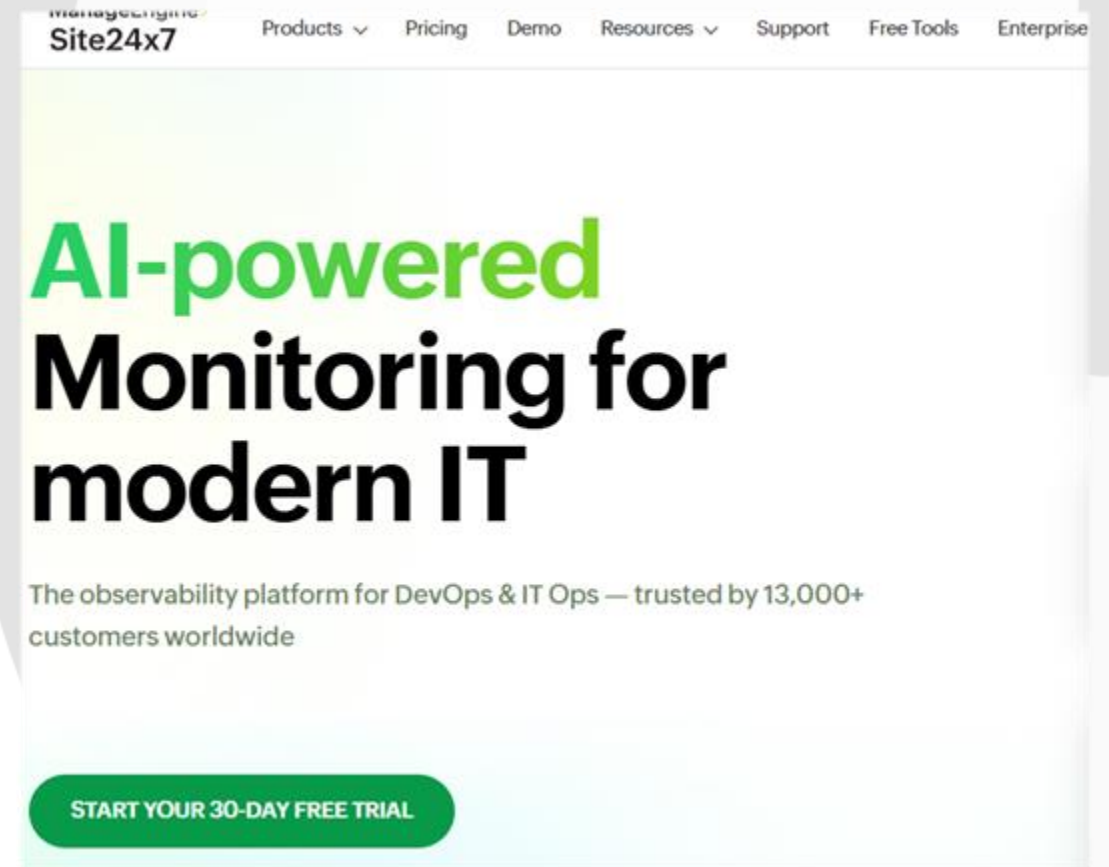 ManageEngine
Site24x7
Products Pricing Demo Resources Support Free Tools Enterprise
AI-powered
Monitoring for
modern IT
The observability platform for DevOps & IT Ops — trusted by 13,000+
customers worldwide
START YOUR 30-DAY FREE TRIAL